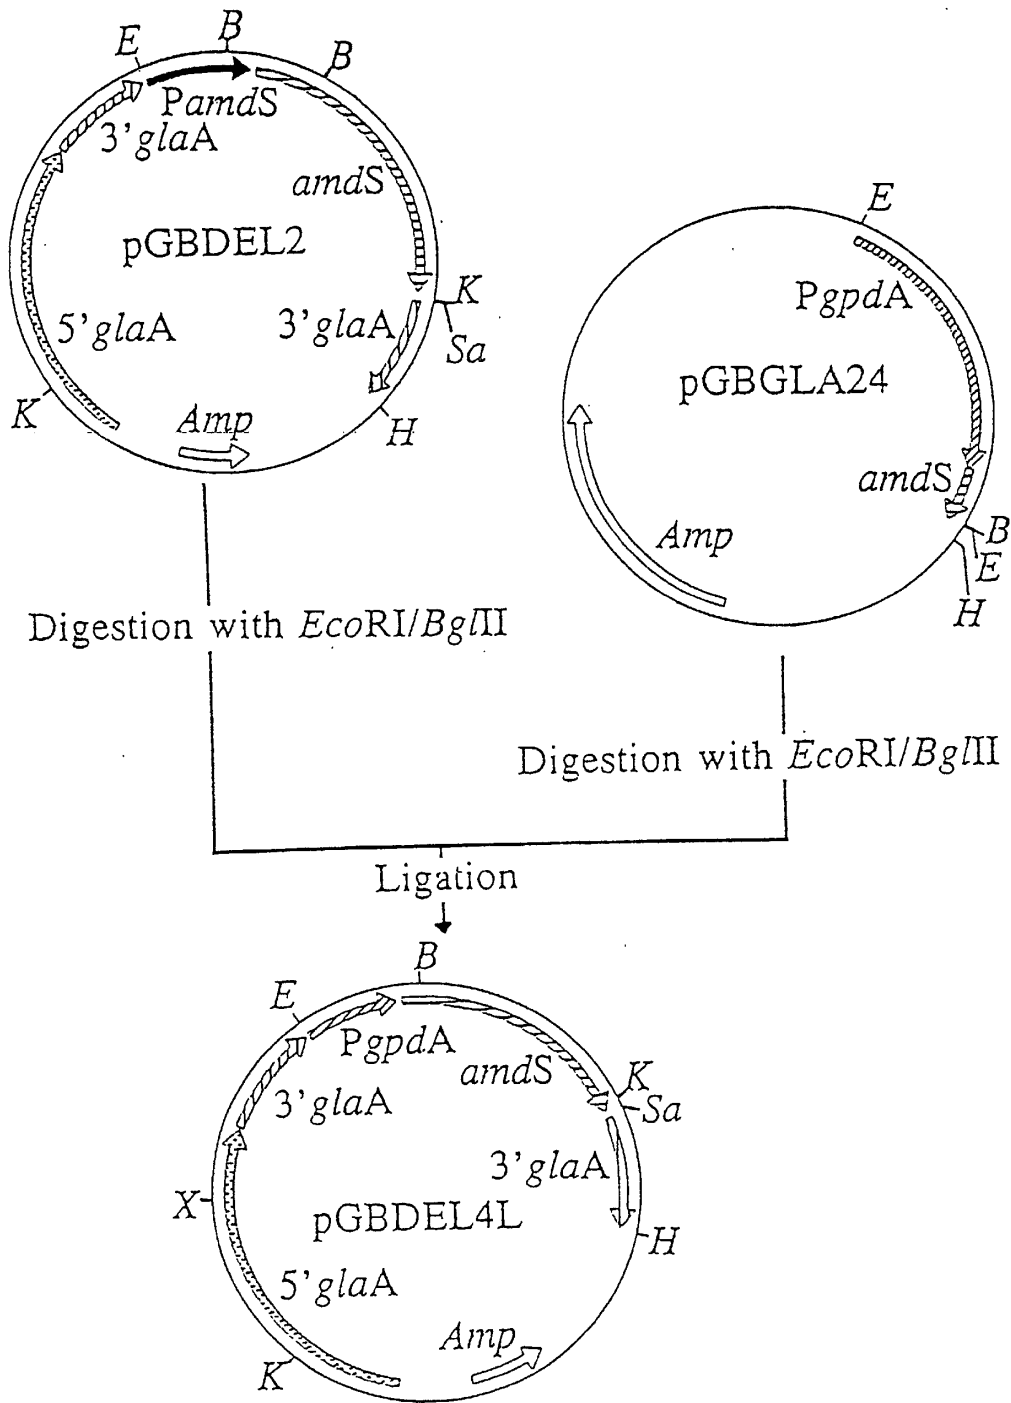 E
B
B
PamdS
3'glaA
amdS
pGBDEL2
5'glaA
3'glaA
K
Sa
K
Amp
H
E
PgpdA
pGBGLA24
amdS
Amp
B
E
H
Digestion with EcoRI/BglII
Digestion with EcoRI/BglII
Ligation
B
E
PgpdA
amdS
K
Sa
3'glaA
3'glaA
X
pGBDEL4L
H
5'glaA
Amp
K